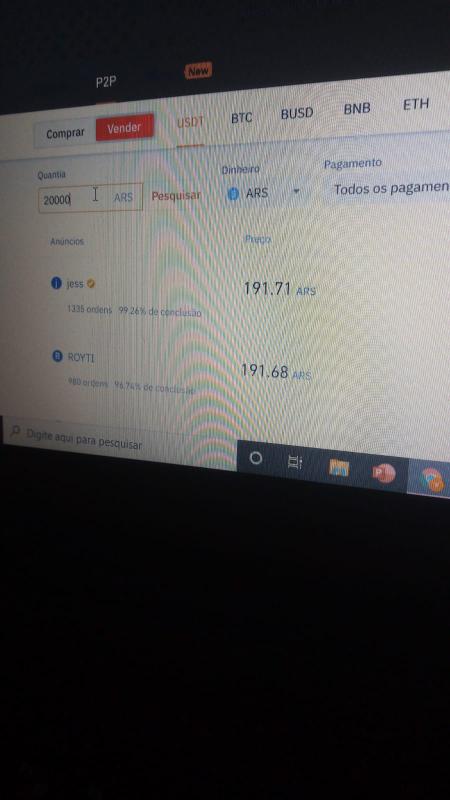 New
P2P
Comprar Vender USDT BTC BUSD BNB ETH
Quantia Dinheiro Pagamento
20000 ARS Pesquisar ARS Todos os pagamen
Anúncios Preço
jess 191.71 ARS
1335 ordens 99.26% de conclusão
ROYTI 191.68 ARS
980 ordens 96.74% de conclusão
Digite aqui para pesquisar